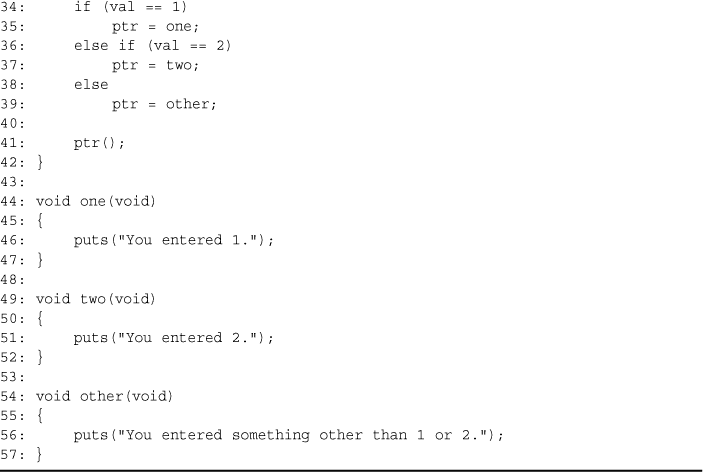 34:     if (val == 1)
35:         ptr = one;
36:     else if (val == 2)
37:         ptr = two;
38:     else
39:         ptr = other;
40:
41:     ptr();
42: }
43:
44: void one(void)
45: {
46:     puts("You entered 1.");
47: }
48:
49: void two(void)
50: {
51:     puts("You entered 2.");
52: }
53:
54: void other(void)
55: {
56:     puts("You entered something other than 1 or 2.");
57: }